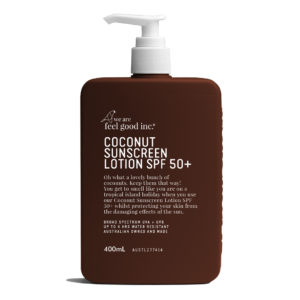 we are
feel good inc.®
COCONUT
SUNSCREEN
LOTION SPF 50+
Oh what a lovely bunch of
coconuts, keep them that way!
You get to smell like you are on a
tropical island holiday when you
use our Coconut Sunscreen Lotion SPF
50+ whilst protecting your skin from
the damaging effects of the sun.
BROAD SPECTRUM UVA + UVB
UP TO 4 HRS WATER RESISTANT
AUSTRALIAN OWNED AND MADE
400mL